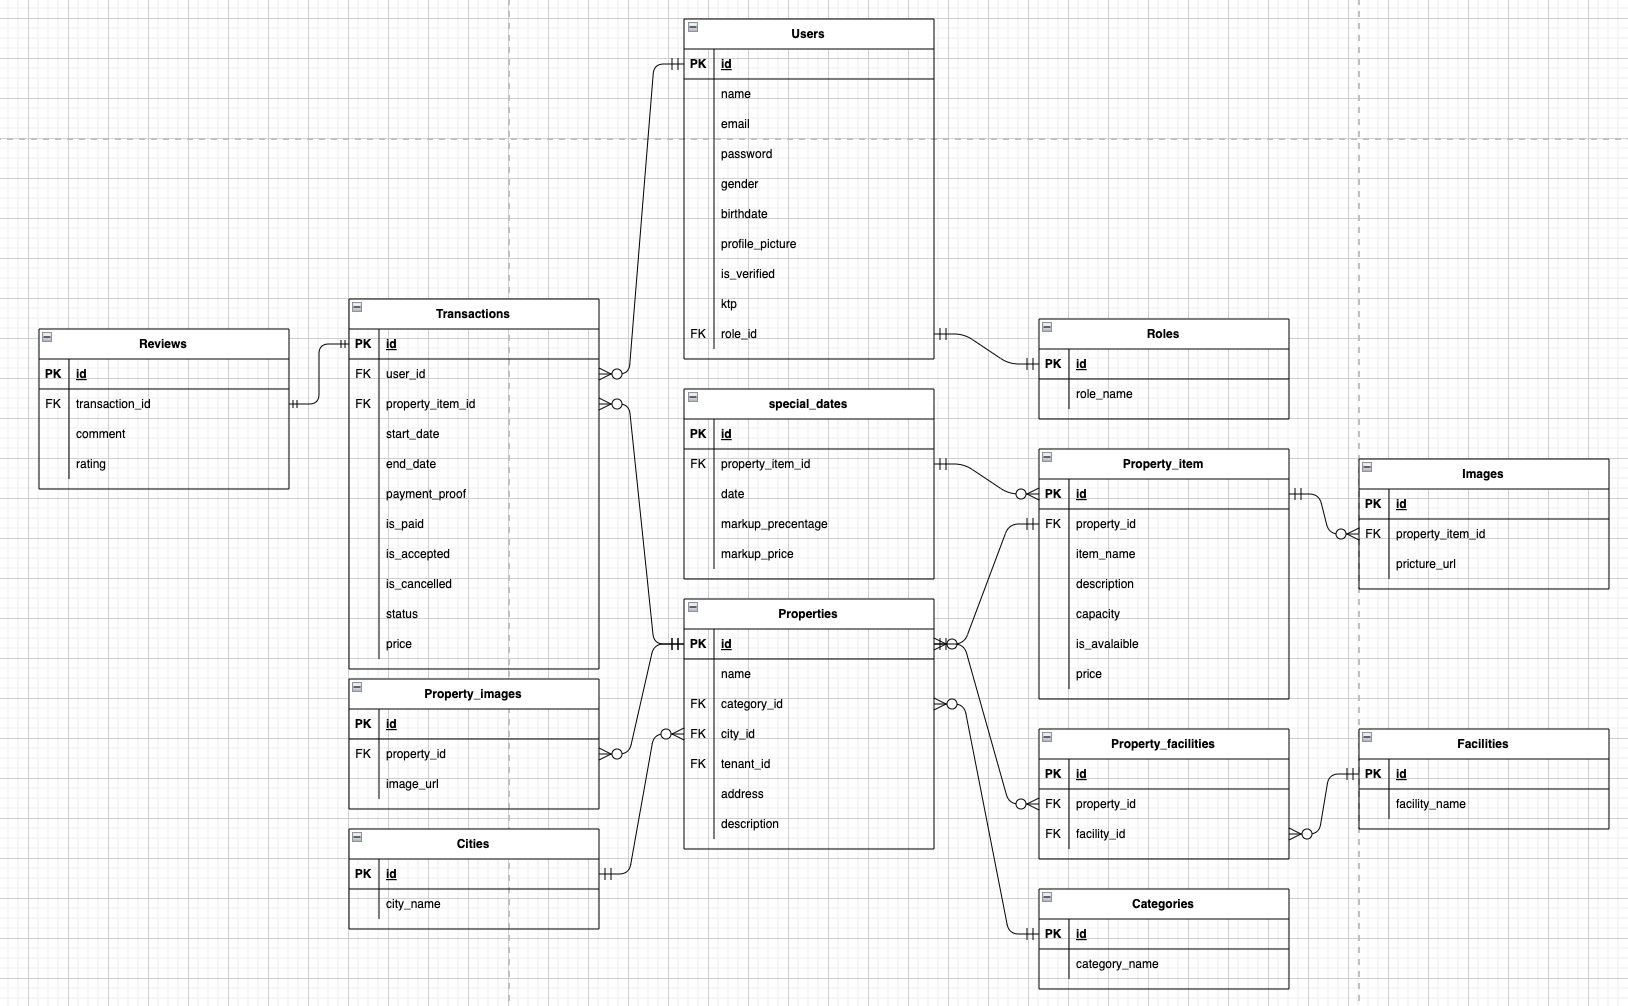 Users
PK id
name
email
password
gender
birthdate
profile_picture
is_verified
ktp
FK role_id
Reviews
PK id
FK transaction_id
comment
rating
Transactions
PK id
FK user_id
FK property_item_id
start_date
end_date
payment_proof
is_paid
is_accepted
is_cancelled
status
price
Roles
PK id
role_name
special_dates
PK id
FK property_item_id
date
markup_precentage
markup_price
Property_item
PK id
FK property_id
item_name
description
capacity
is_avalaible
price
Images
PK id
FK property_item_id
pricture_url
Properties
PK id
name
FK category_id
FK city_id
FK tenant_id
address
description
Property_images
PK id
FK property_id
image_url
Cities
PK id
city_name
Property_facilities
PK id
FK property_id
FK facility_id
Facilities
PK id
facility_name
Categories
PK id
category_name